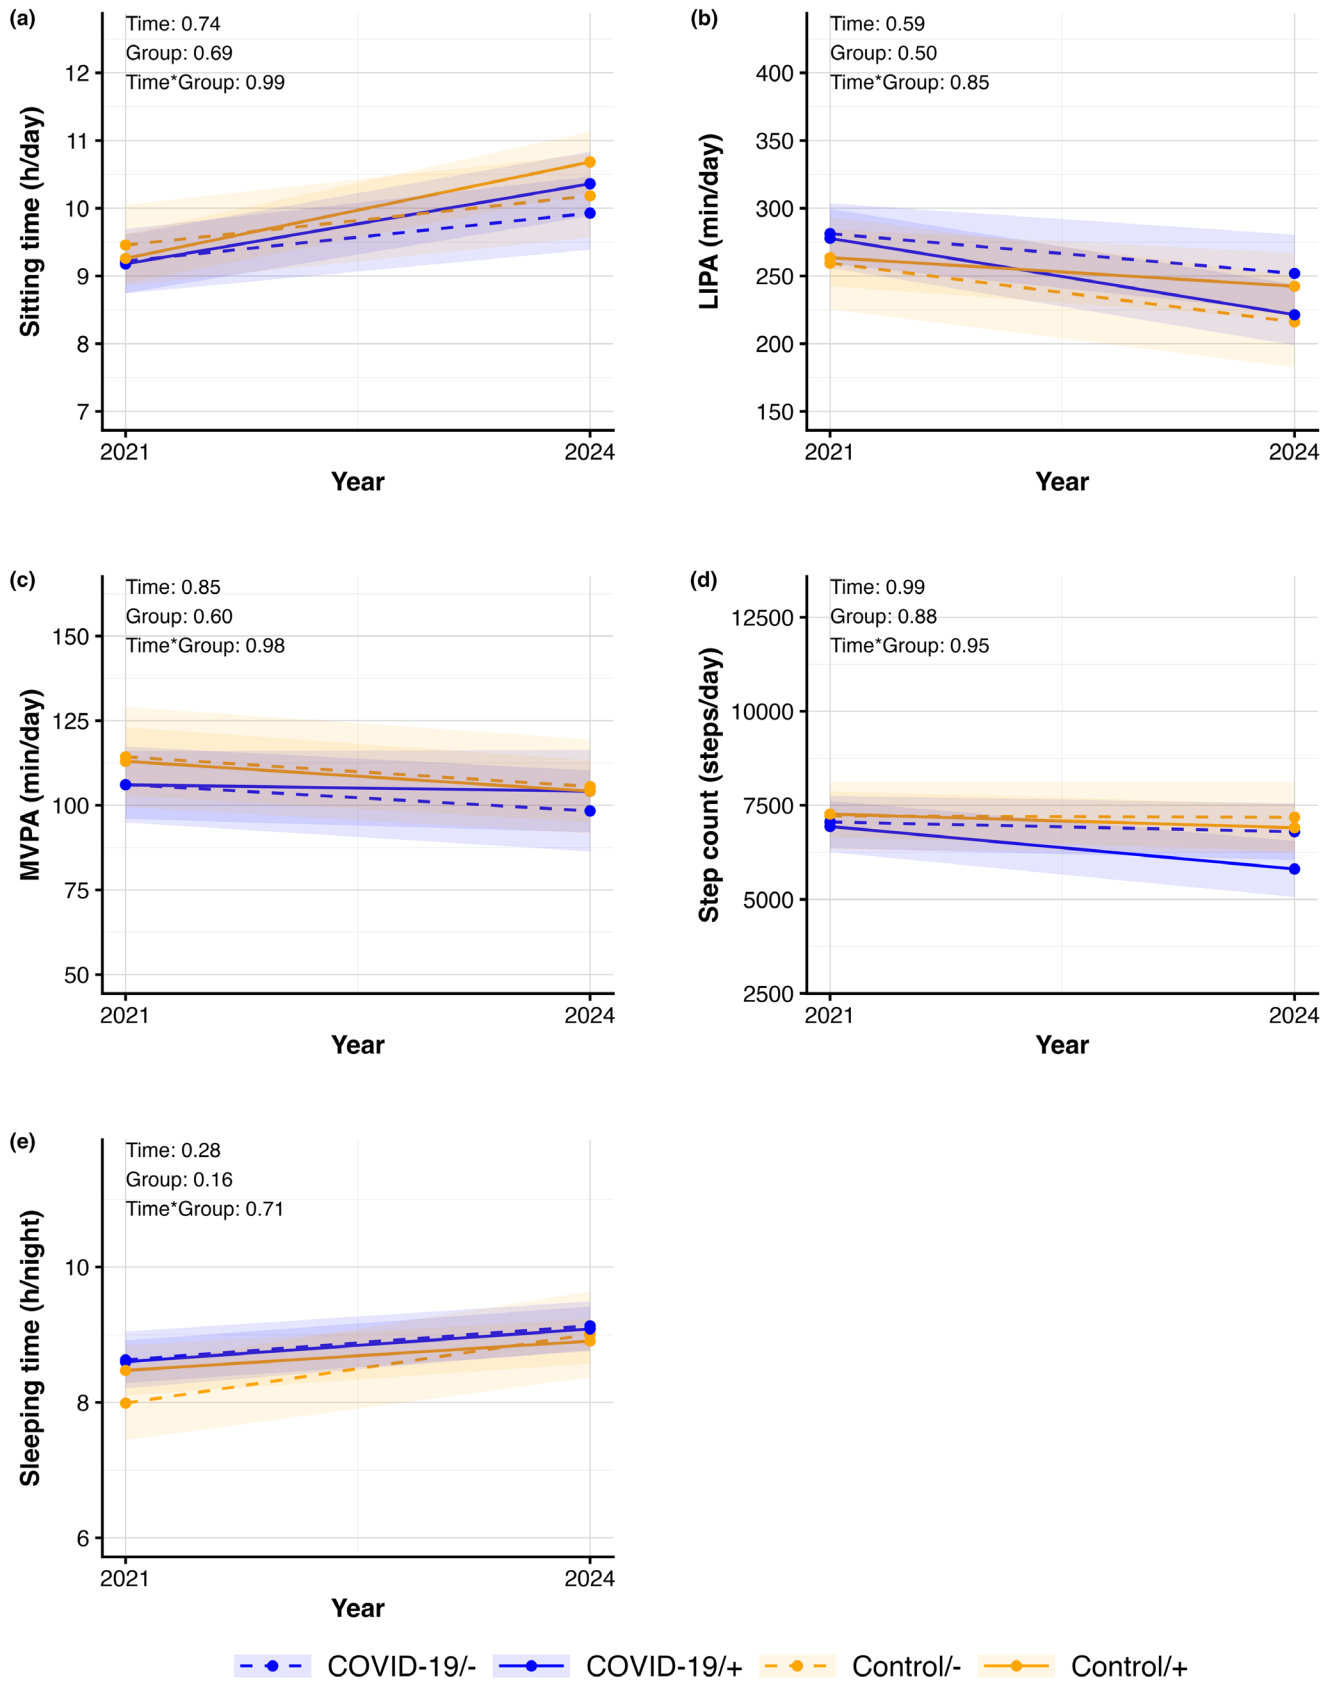 (a)
Time: 0.74
Group: 0.69
Time*Group: 0.99
Sitting time (h/day)
12
11
10
9
8
7
2021
2024
Year
(b)
Time: 0.59
Group: 0.50
Time*Group: 0.85
LIPA (min/day)
400
350
300
250
200
150
2021
2024
Year
(c)
Time: 0.85
Group: 0.60
Time*Group: 0.98
MVPA (min/day)
150
125
100
75
50
2021
2024
Year
(d)
Time: 0.99
Group: 0.88
Time*Group: 0.95
Step count (steps/day)
12500
10000
7500
5000
2500
2021
2024
Year
(e)
Time: 0.28
Group: 0.16
Time*Group: 0.71
Sleeping time (h/night)
10
8
6
2021
2024
Year
COVID-19/- COVID-19/+ Control/- Control/+